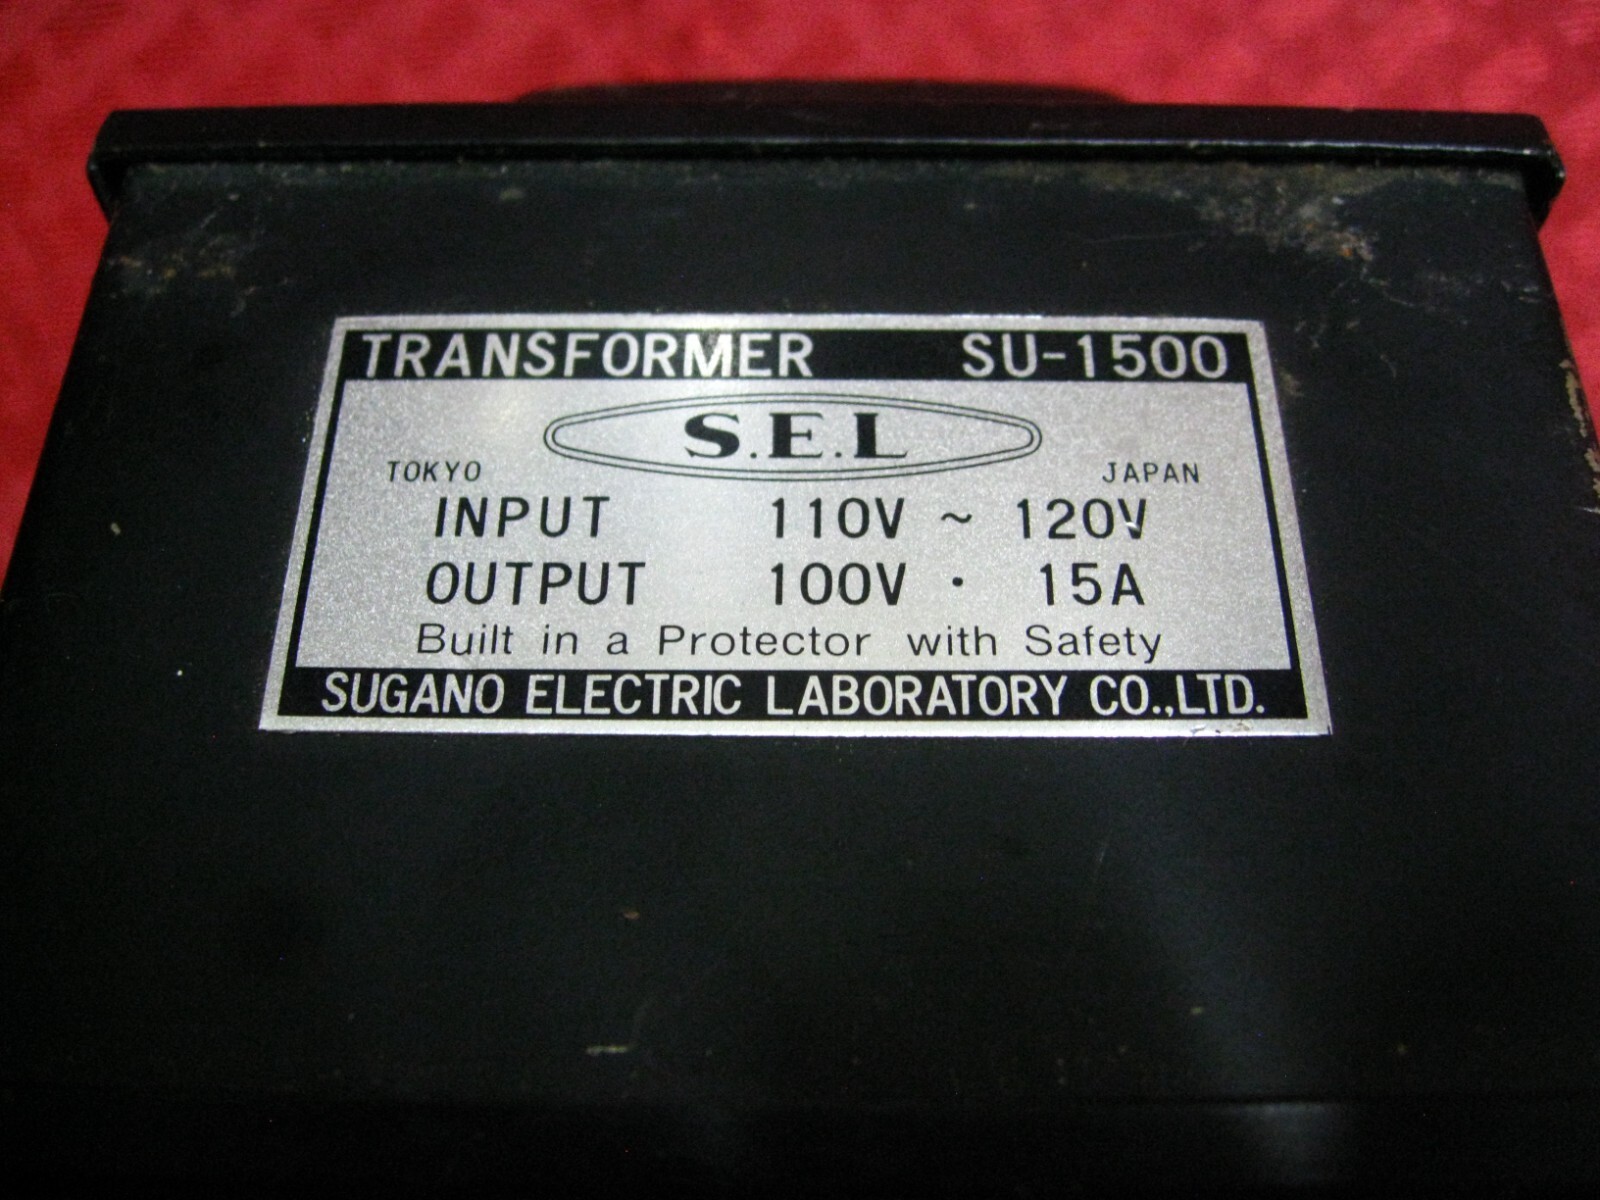 TRANSFORMER SU-1500
S.E.L
TOKYO JAPAN
INPUT 110V ~ 120V
OUTPUT 100V · 15A
Built in a Protector with Safety
SUGANO ELECTRIC LABORATORY CO.,LTD.